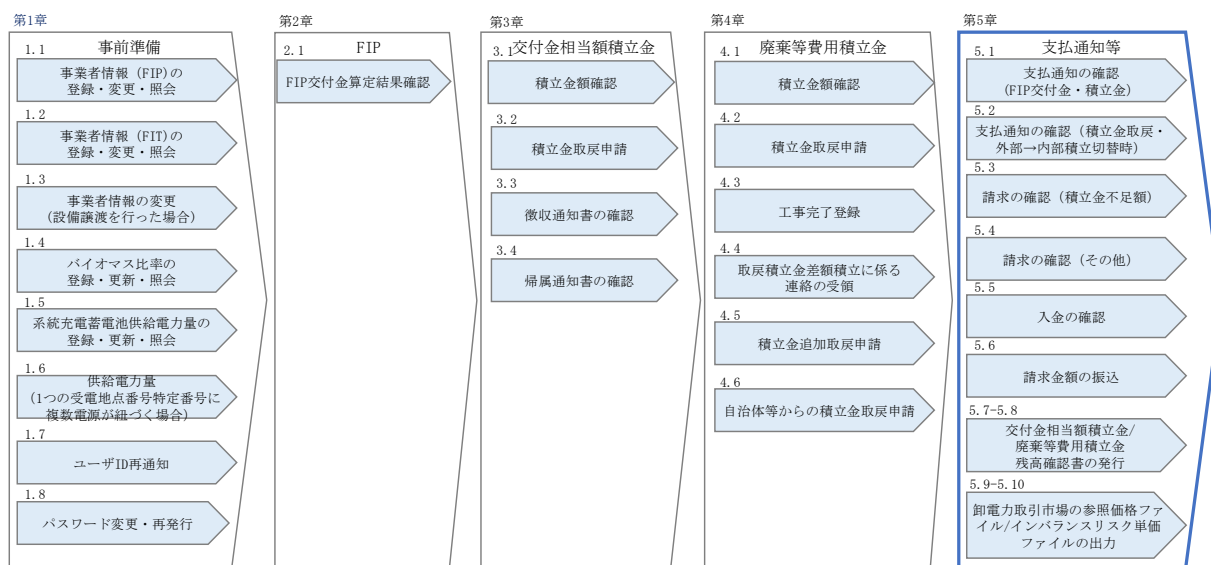 第1章
事前準備
1.1
事業者情報（FIP)の
登録・変更・照会
1.2
事業者情報（FIT)の
登録・変更・照会
1.3
事業者情報の変更
（設備譲渡を行った場合）
1.4
バイオマス比率の
登録・更新・照会
1.5
系統充電蓄電池供給電力量の
登録・更新・照会
1.6
供給電力量
（1つの受電地点番号特定番号に
複数電源が紐づく場合）
1.7
ユーザID再通知
1.8
パスワード変更・再発行
第2章
FIP
2.1
FIP交付金算定結果確認
第3章
交付金相当額積立金
3.1
積立金額確認
3.2
積立金取戻申請
3.3
徴収通知書の確認
3.4
帰属通知書の確認
第4章
廃棄等費用積立金
4.1
積立金額確認
4.2
積立金取戻申請
4.3
工事完了登録
4.4
取戻積立金差額積立に係る
連絡の受領
4.5
積立金追加取戻申請
4.6
自治体等からの積立金取戻申請
第5章
支払通知等
5.1
支払通知の確認
（FIP交付金・積立金）
5.2
支払通知の確認（積立金取戻・
外部→内部積立切替時）
5.3
請求の確認（積立金不足額）
5.4
請求の確認（その他）
5.5
入金の確認
5.6
請求金額の振込
5.7-5.8
交付金相当額積立金/
廃棄等費用積立金
残高確認書の発行
5.9-5.10
卸電力取引市場の参照価格ファ
イル/インバランスリスク単価
ファイルの出力